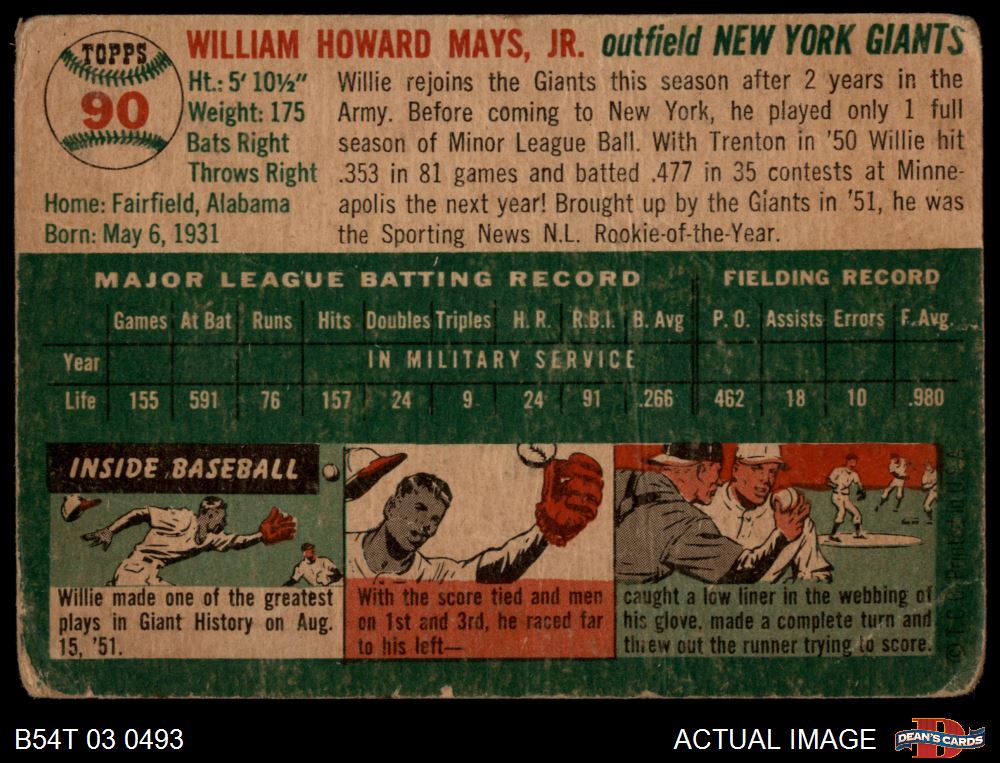 TOPPS
90
WILLIAM HOWARD MAYS, JR. outfield NEW YORK GIANTS
Ht.: 5' 10½"
Weight: 175
Bats Right
Throws Right
Home: Fairfield, Alabama
Born: May 6, 1931
Willie rejoins the Giants this season after 2 years in the
Army. Before coming to New York, he played only 1 full
season of Minor League Ball. With Trenton in '50 Willie hit
.353 in 81 games and batted .477 in 35 contests at Minne-
apolis the next year! Brought up by the Giants in '51, he was
the Sporting News N.L. Rookie-of-the-Year.
MAJOR LEAGUE BATTING RECORD FIELDING RECORD
Games At Bat Runs Hits Doubles Triples H.R. R.B.I. B. Avg P.O. Assists Errors F. Avg.
Year IN MILITARY SERVICE
Life 155 591 76 157 24 9 24 91 .266 462 18 10 .980
INSIDE BASEBALL
Willie made one of the greatest
plays in Giant History on Aug.
15, '51.
With the score tied and men
on 1st and 3rd, he raced far
to his left—
caught a low liner in the webbing of
his glove, made a complete turn and
threw out the runner trying to score.
© T.C.G. Printed in U.S.A.
B54T 03 0493
ACTUAL IMAGE
DEAN'S CARDS